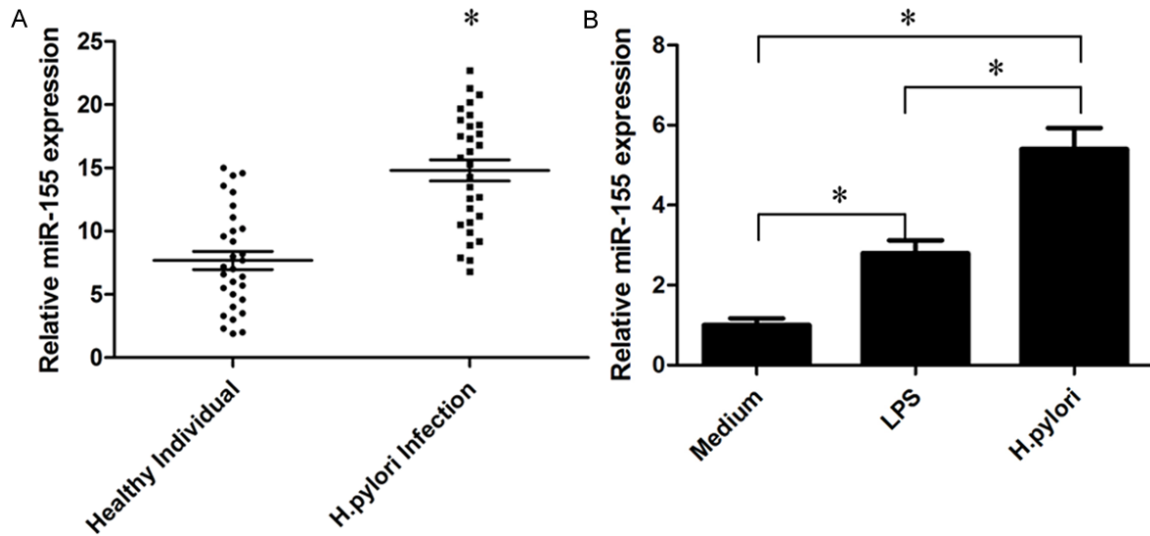 A
*
Relative miR-155 expression
25
20
15
10
5
0
Healthy Individual
H.pylori Infection
B
*
*
*
Relative miR-155 expression
8
6
4
2
0
Medium
LPS
H.pylori